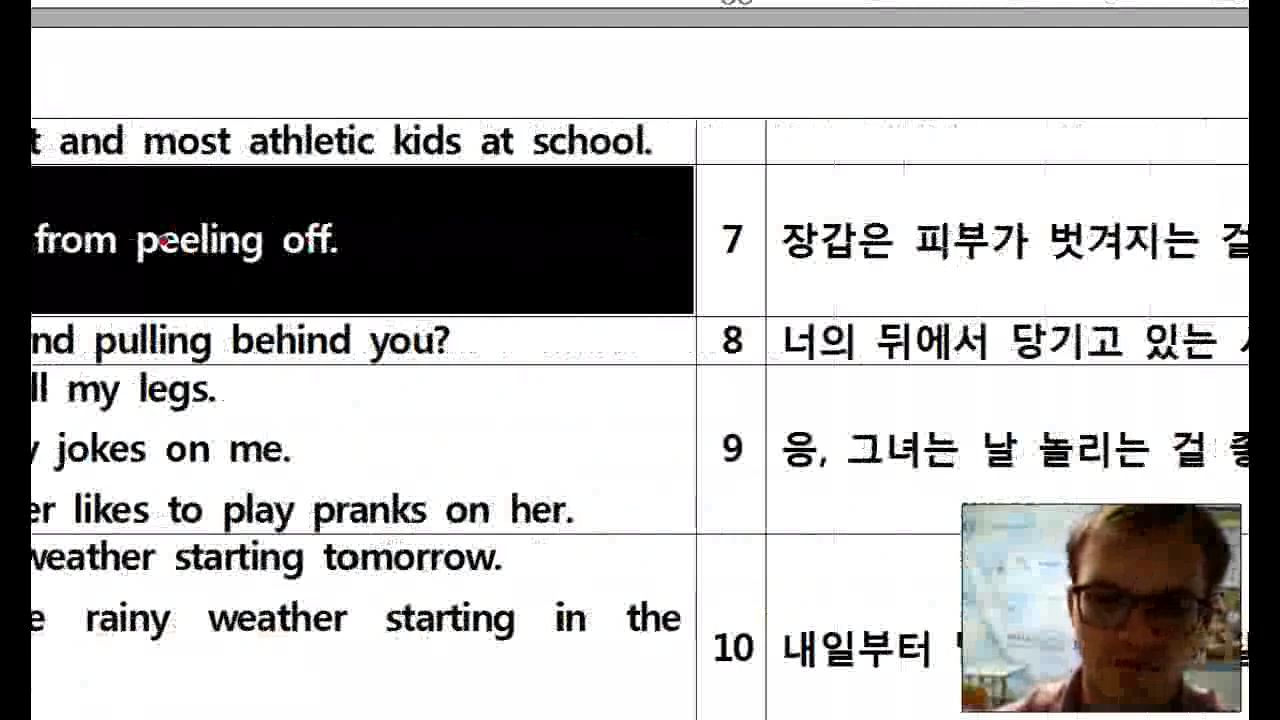 and most athletic kids at school.
from peeling off.
7 장갑은 피부가 벗겨지는
pulling behind you?
8 너의 뒤에서 당기고 있는
my legs.
jokes on me.
9 응, 그녀는 날 놀리는 걸
likes to play pranks on her.
weather starting tomorrow.
rainy weather starting in the
10 내일부터